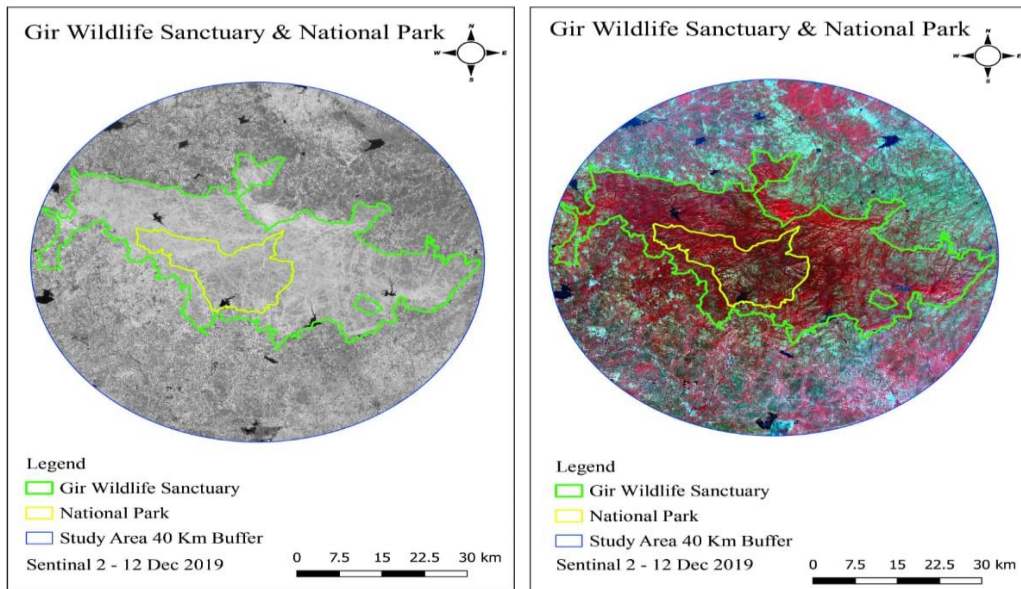 Gir Wildlife Sanctuary & National Park
N
W E
S
Legend
Gir Wildlife Sanctuary
National Park
Study Area 40 Km Buffer
Sentinal 2 - 12 Dec 2019
0 7.5 15 22.5 30 km
Gir Wildlife Sanctuary & National Park
N
W E
S
Legend
Gir Wildlife Sanctuary
National Park
Study Area 40 Km Buffer
Sentinal 2 - 12 Dec 2019
0 7.5 15 22.5 30 km